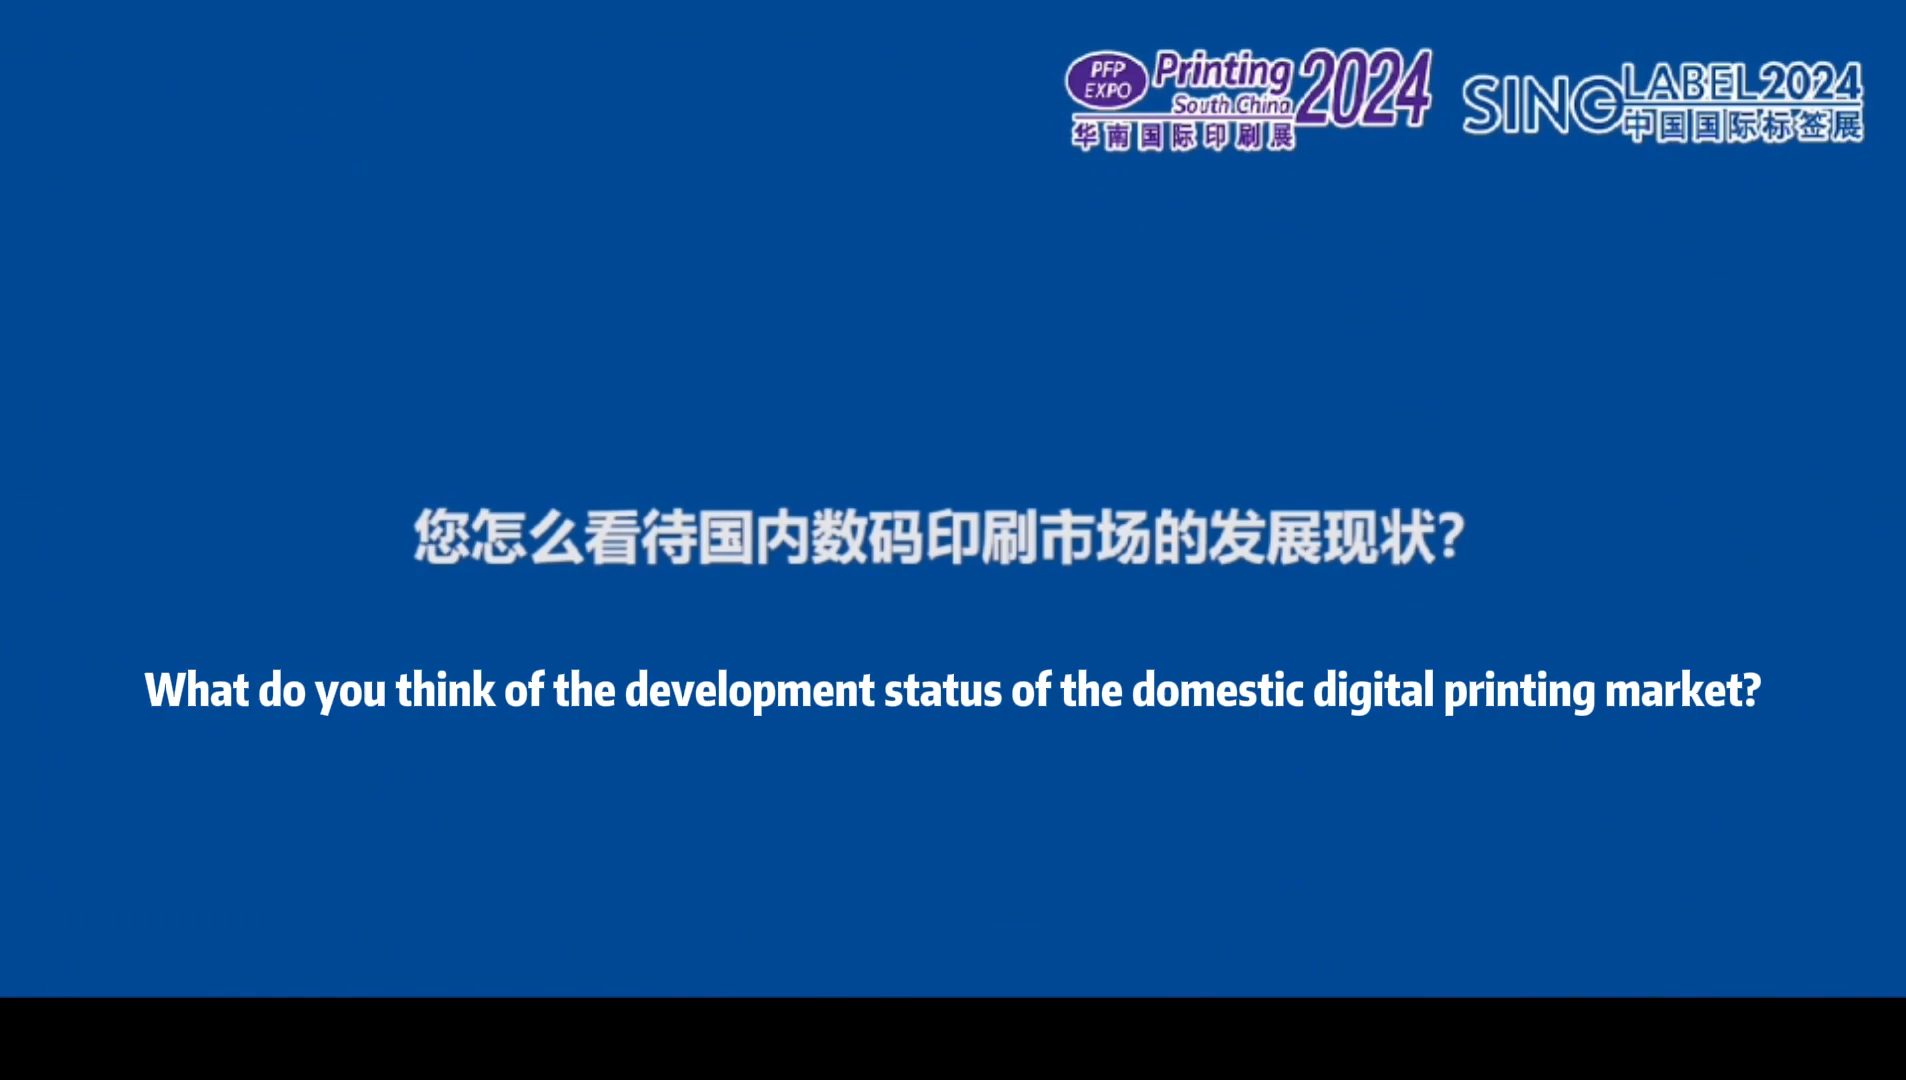 PFP
EXPO
Printing
South China
2024
华南国际印刷展
SINO
LABEL 2024
中国国际标签展
您怎么看待国内数码印刷市场的发展现状？
What do you think of the development status of the domestic digital printing market?